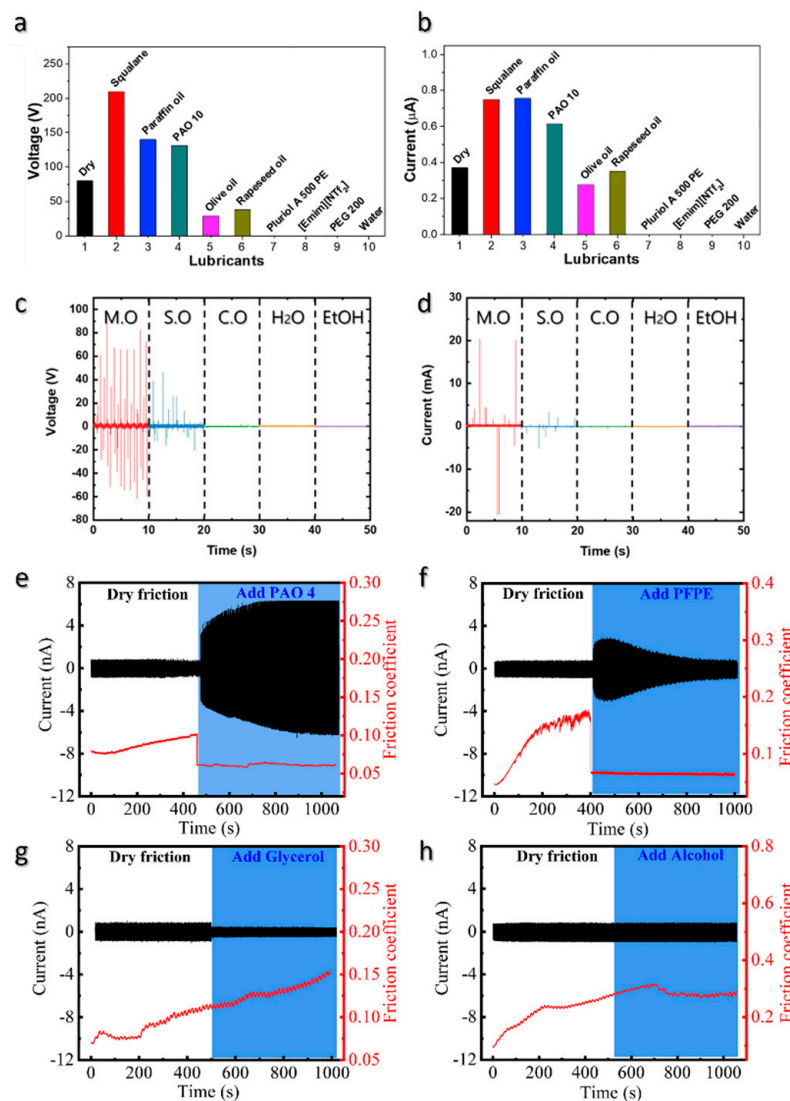 a
Voltage (V)
250
200
150
100
50
0
Dry
Squalane
Paraffin oil
PAO 10
Olive oil
Rapeseed oil
Pluriol A 500 PE
[Emim][NTf2]
PEG 200
Water
1 2 3 4 5 6 7 8 9 10
Lubricants
b
Current (μA)
1.0
0.8
0.6
0.4
0.2
0.0
Dry
Squalane
Paraffin oil
PAO 10
Olive oil
Rapeseed oil
Pluriol A 500 PE
[Emim][NTf2]
PEG 200
Water
1 2 3 4 5 6 7 8 9 10
Lubricants
c
M.O S.O C.O H2O EtOH
Voltage (V)
100
80
60
40
20
0
-20
-40
-60
-80
0 10 20 30 40 50
Time (s)
d
M.O S.O C.O H2O EtOH
Current (mA)
30
20
10
0
-10
-20
0 10 20 30 40 50
Time (s)
e
Dry friction Add PAO 4
Current (nA)
8
4
0
-4
-8
-12
0.30
0.25
0.20
0.15
0.10
0.05
Friction coefficient
0 200 400 600 800 1000
Time (s)
f
Dry friction Add PFPE
Current (nA)
8
4
0
-4
-8
-12
0.4
0.3
0.2
0.1
Friction coefficient
0 200 400 600 800 1000
Time (s)
g
Dry friction Add Glycerol
Current (nA)
8
4
0
-4
-8
-12
0.30
0.25
0.20
0.15
0.10
0.05
Friction coefficient
0 200 400 600 800 1000
Time (s)
h
Dry friction Add Alcohol
Current (nA)
8
4
0
-4
-8
-12
0.8
0.6
0.4
0.2
Friction coefficient
0 200 400 600 800 1000
Time (s)